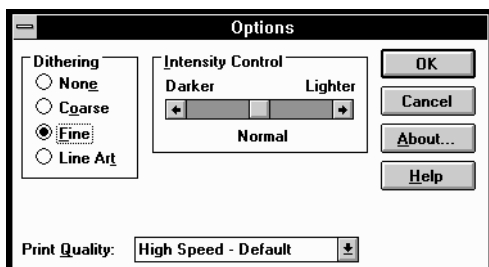 Options
Dithering
None
Coarse
Fine
Line Art
Intensity Control
Darker Lighter
Normal
OK
Cancel
About...
Help
Print Quality: High Speed - Default